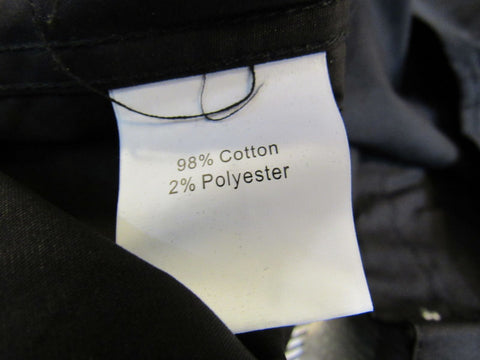 98% Cotton
2% Polyester